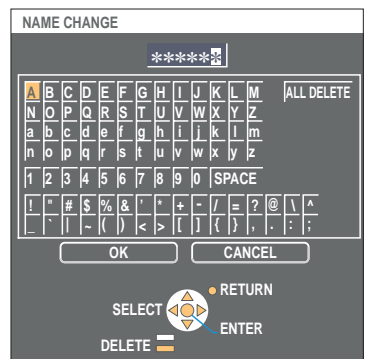 NAME CHANGE
******
A B C D E F G H I J K L M ALL DELETE
N O P Q R S T U V W X Y Z
a b c d e f g h i j k l m
n o p q r s t u v w x y z
1 2 3 4 5 6 7 8 9 0 SPACE
! " # $ % & ' * + - / = ? @ \ ^
_ ` | ~ ( ) < > [ ] { } , . : ;
OK CANCEL
RETURN
SELECT
ENTER
DELETE